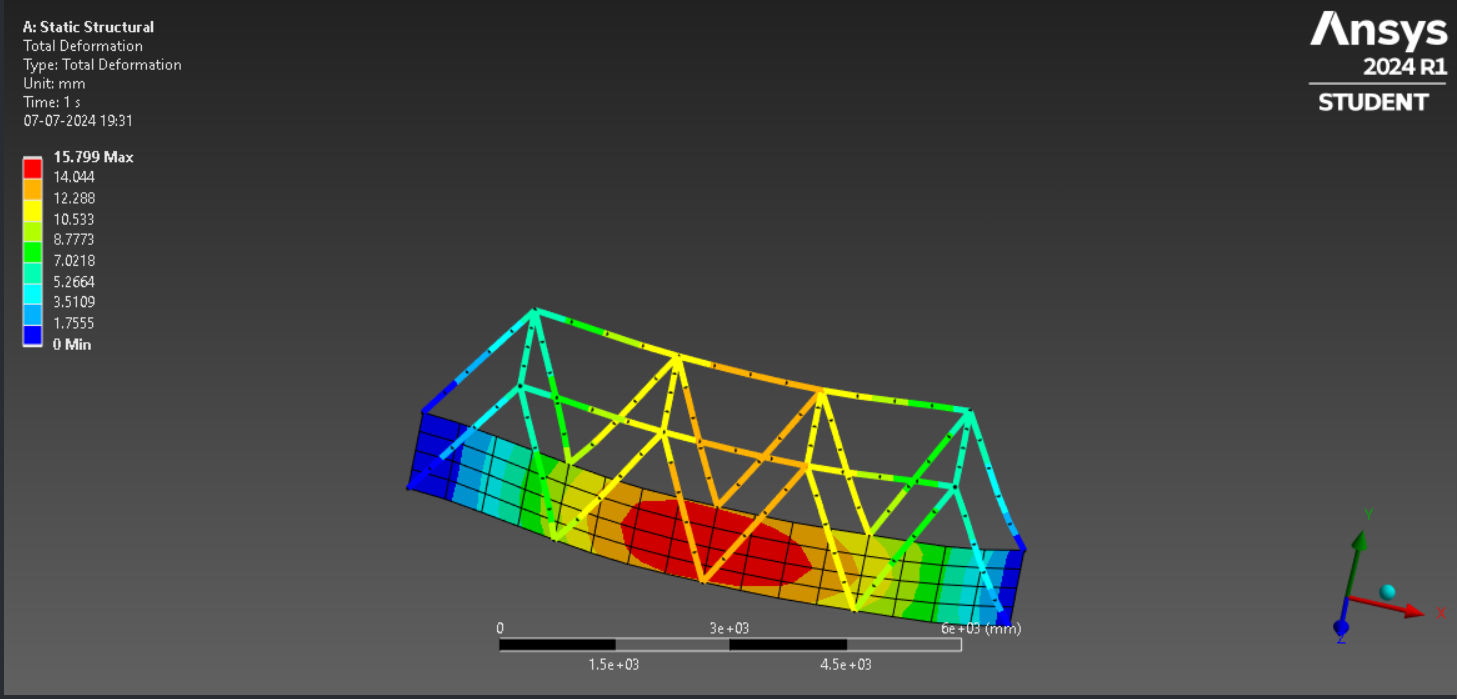 A: Static Structural
Total Deformation
Type: Total Deformation
Unit: mm
Time: 1 s
07-07-2024 19:31
15.799 Max
14.044
12.288
10.533
8.7773
7.0218
5.2664
3.5109
1.7555
0 Min
Ansys
2024 R1
STUDENT
0
3e+03
6e+03 (mm)
1.5e+03
4.5e+03
Y
X
Z